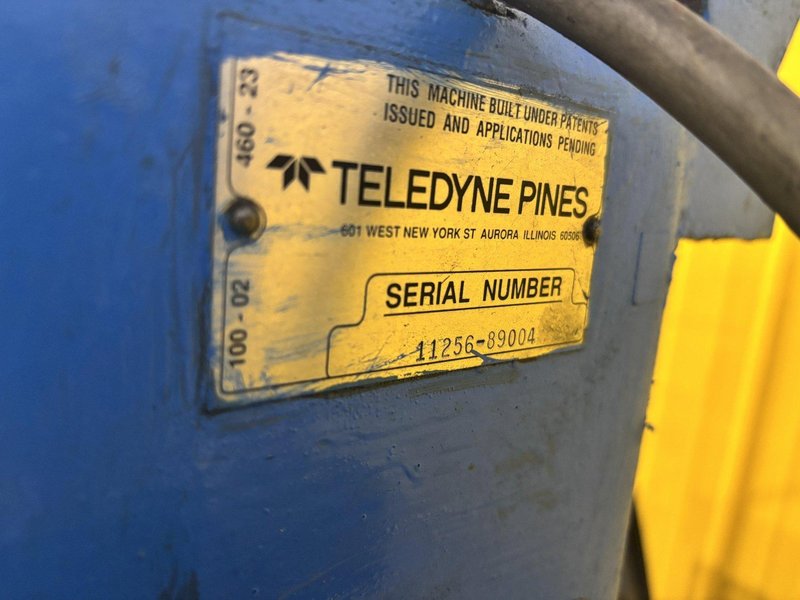 THIS MACHINE BUILT UNDER PATENTS
ISSUED AND APPLICATIONS PENDING
TELEDYNE PINES
601 WEST NEW YORK ST AURORA ILLINOIS 60506
SERIAL NUMBER
11256-89004
460-23
100-02